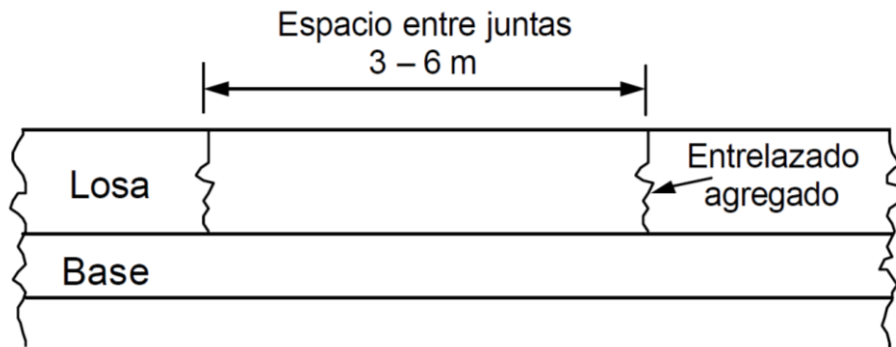 Espacio entre juntas
3 – 6 m
Entrelazado
agregado
Losa
Base